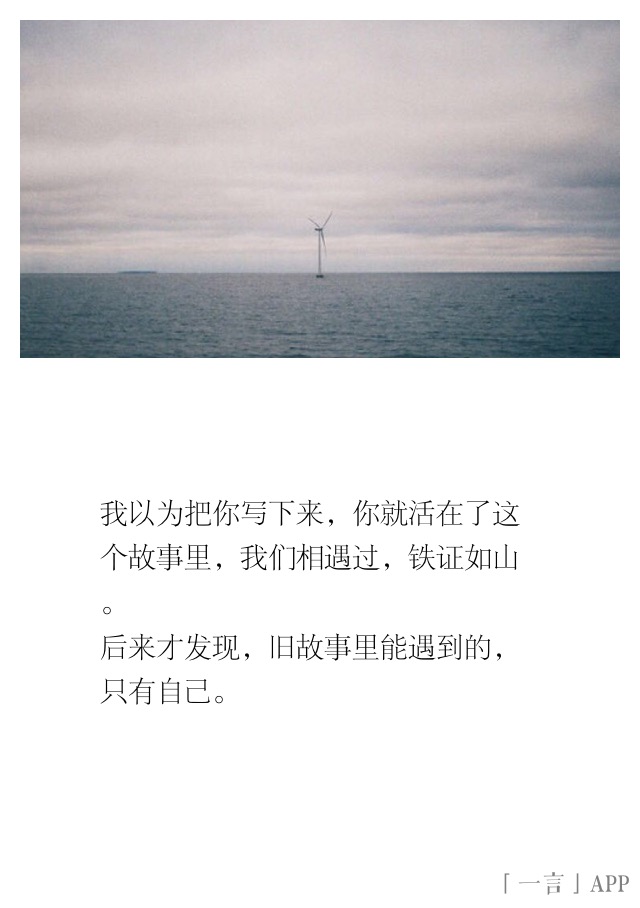 我以为把你写下来，你就活在了这
个故事里，我们相遇过，铁证如山
。
后来才发现，旧故事里能遇到的，
只有自己。
「一言」APP